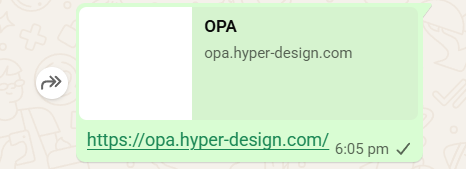 OPA
opa.hyper-design.com
https://opa.hyper-design.com/
6:05 pm